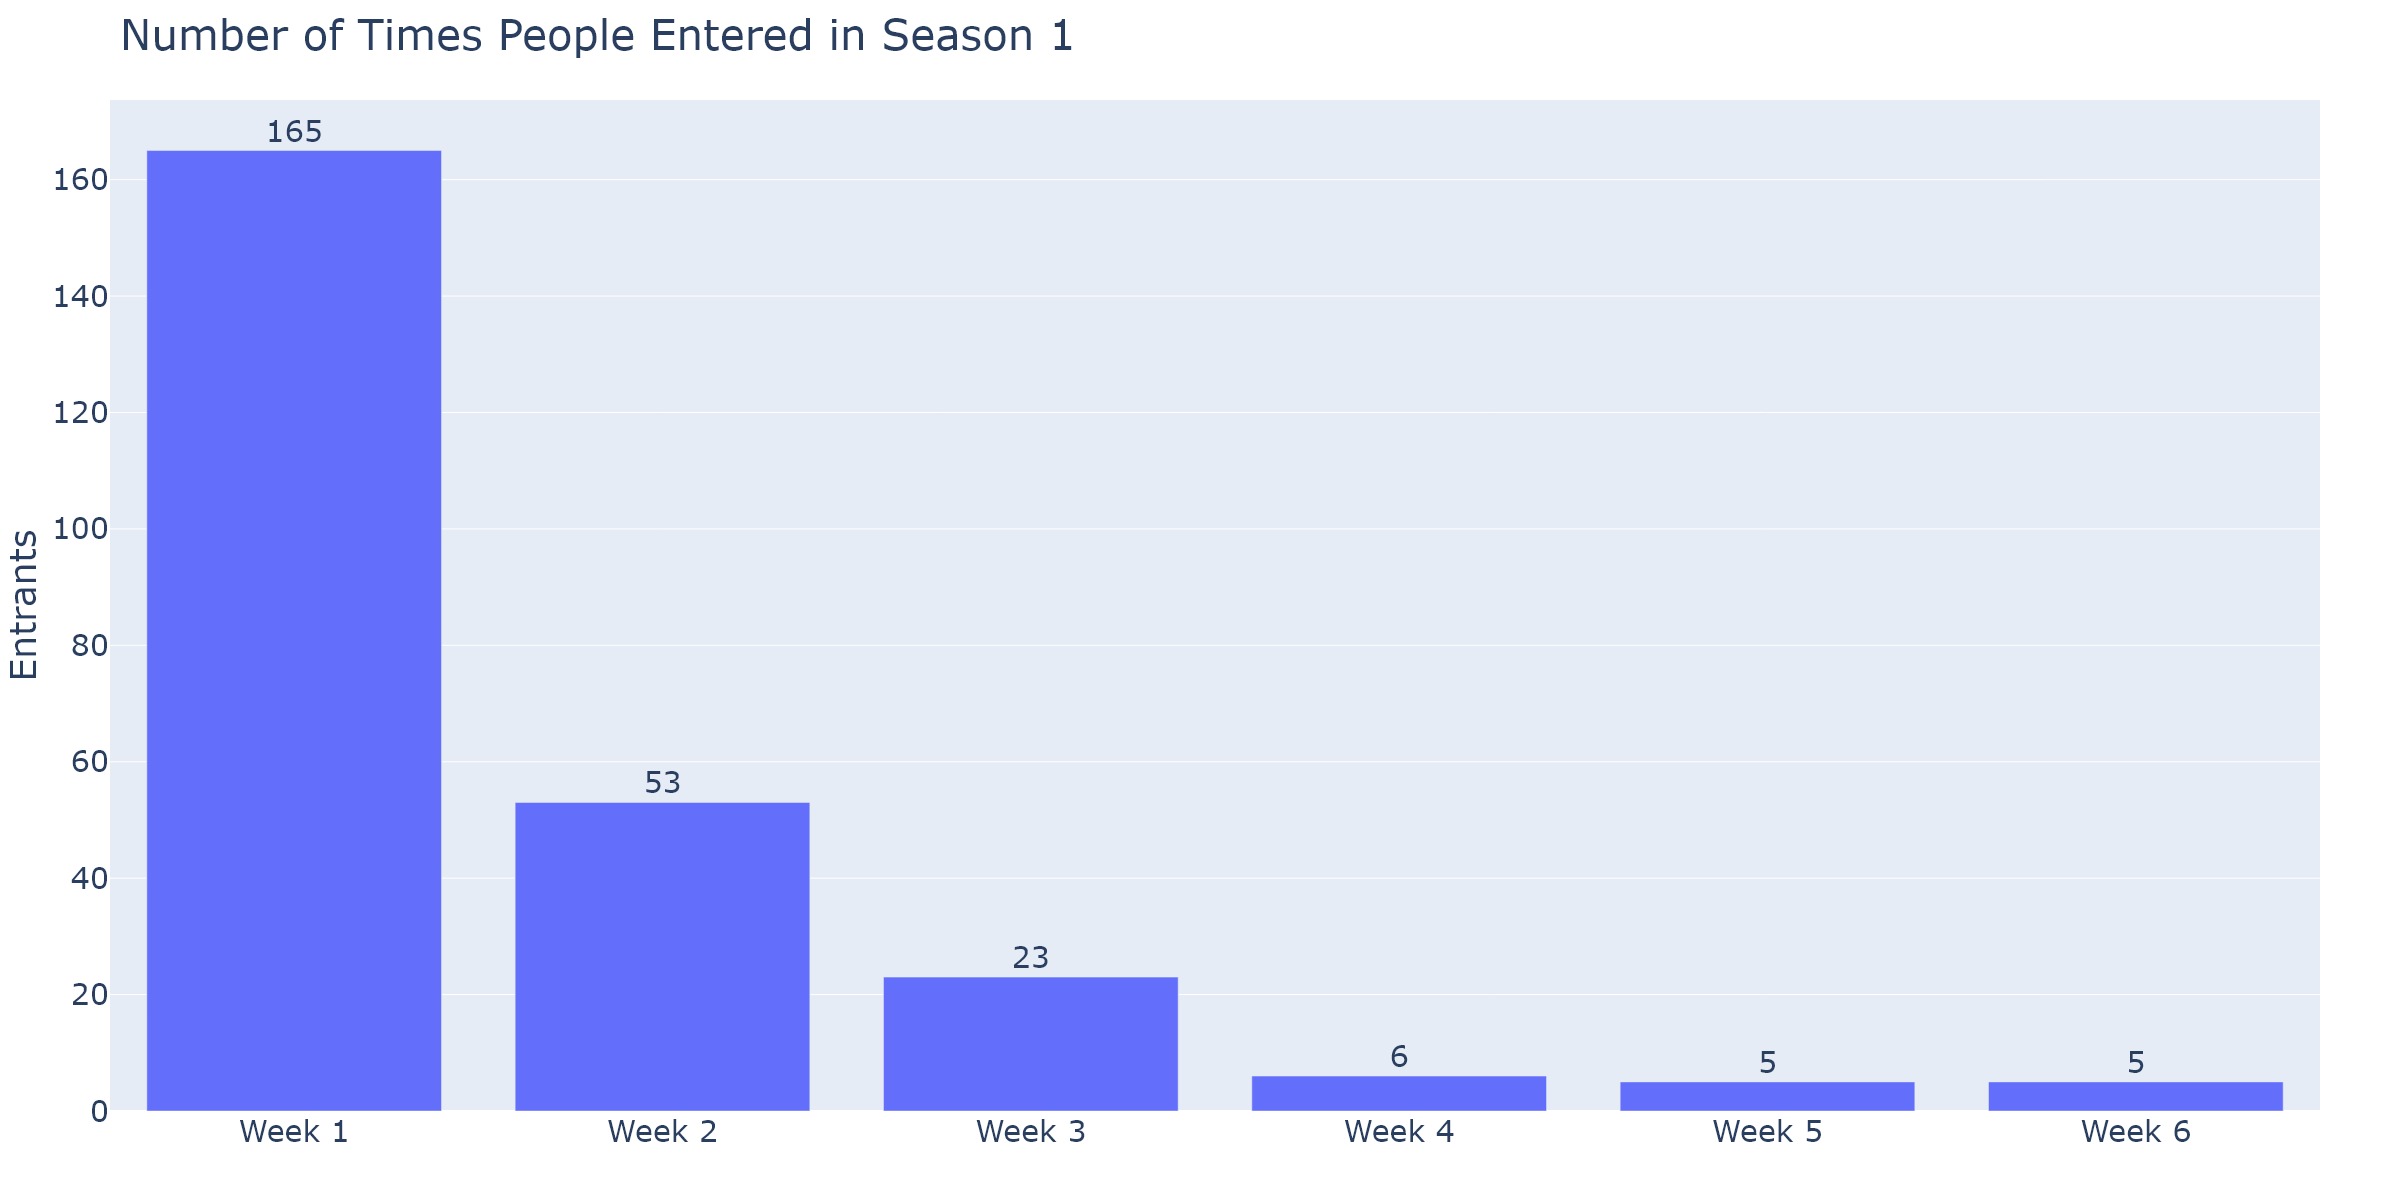 Number of Times People Entered in Season 1
Entrants
160
140
120
100
80
60
40
20
0
165
53
23
6
5
5
Week 1
Week 2
Week 3
Week 4
Week 5
Week 6